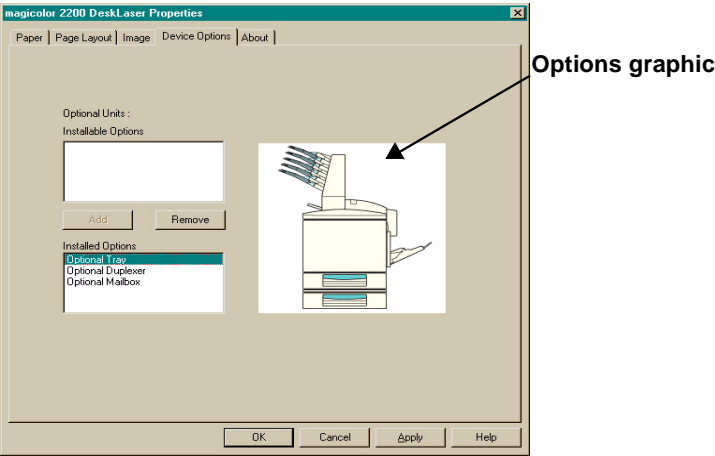 magicolor 2200 DeskLaser Properties
Paper Page Layout Image Device Options About
Options graphic
Optional Units :
Installable Options
Add Remove
Installed Options
Optional Tray
Optional Duplexer
Optional Mailbox
OK Cancel Apply Help